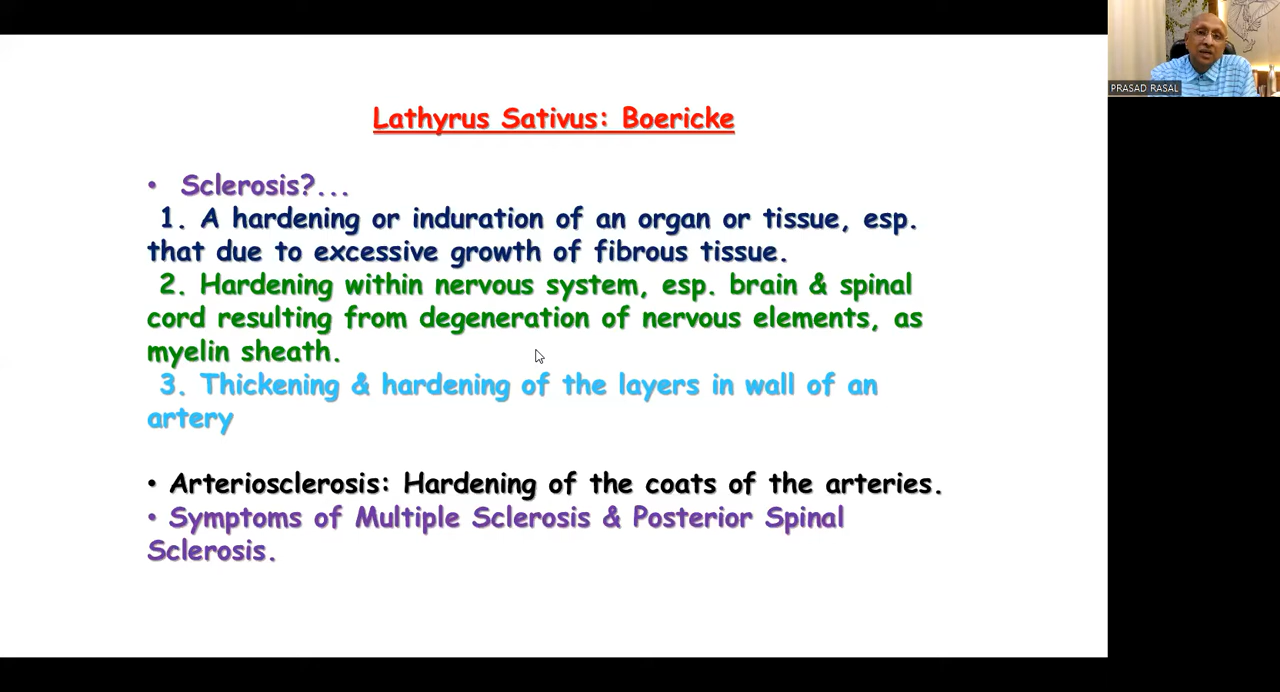 PRASAD RASAL
Lathyrus Sativus: Boericke
• Sclerosis?...
1. A hardening or induration of an organ or tissue, esp.
that due to excessive growth of fibrous tissue.
2. Hardening within nervous system, esp. brain & spinal
cord resulting from degeneration of nervous elements, as
myelin sheath.
3. Thickening & hardening of the layers in wall of an
artery
• Arteriosclerosis: Hardening of the coats of the arteries.
• Symptoms of Multiple Sclerosis & Posterior Spinal
Sclerosis.